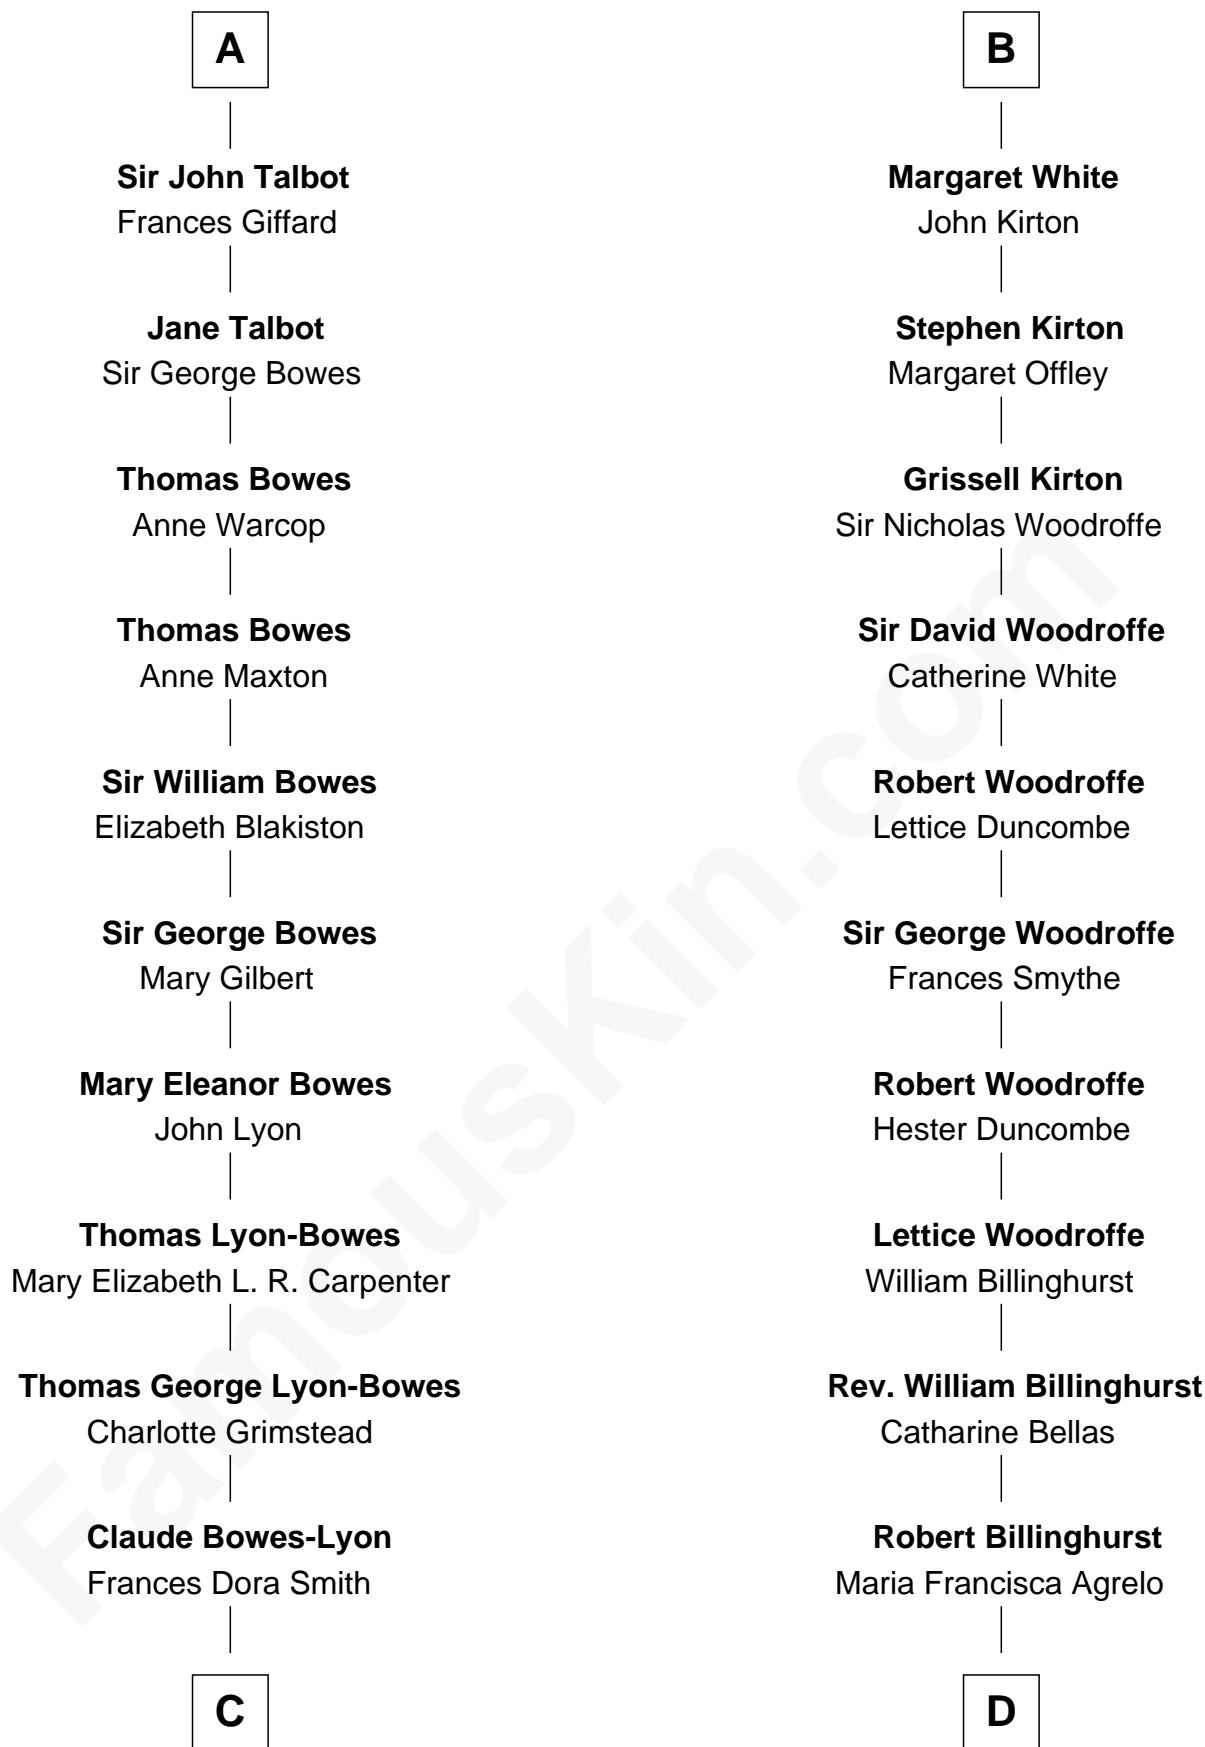 A
Sir John Talbot
Frances Giffard
Jane Talbot
Sir George Bowes
Thomas Bowes
Anne Warcop
Thomas Bowes
Anne Maxton
Sir William Bowes
Elizabeth Blakiston
Sir George Bowes
Mary Gilbert
Mary Eleanor Bowes
John Lyon
Thomas Lyon-Bowes
Mary Elizabeth L. R. Carpenter
Thomas George Lyon-Bowes
Charlotte Grimstead
Claude Bowes-Lyon
Frances Dora Smith
C
B
Margaret White
John Kirton
Stephen Kirton
Margaret Offley
Grissell Kirton
Sir Nicholas Woodroffe
Sir David Woodroffe
Catherine White
Robert Woodroffe
Lettice Duncombe
Sir George Woodroffe
Frances Smythe
Robert Woodroffe
Hester Duncombe
Lettice Woodroffe
William Billinghurst
Rev. William Billinghurst
Catharine Bellas
Robert Billinghurst
Maria Francisca Agrelo
D
FamousKin.com